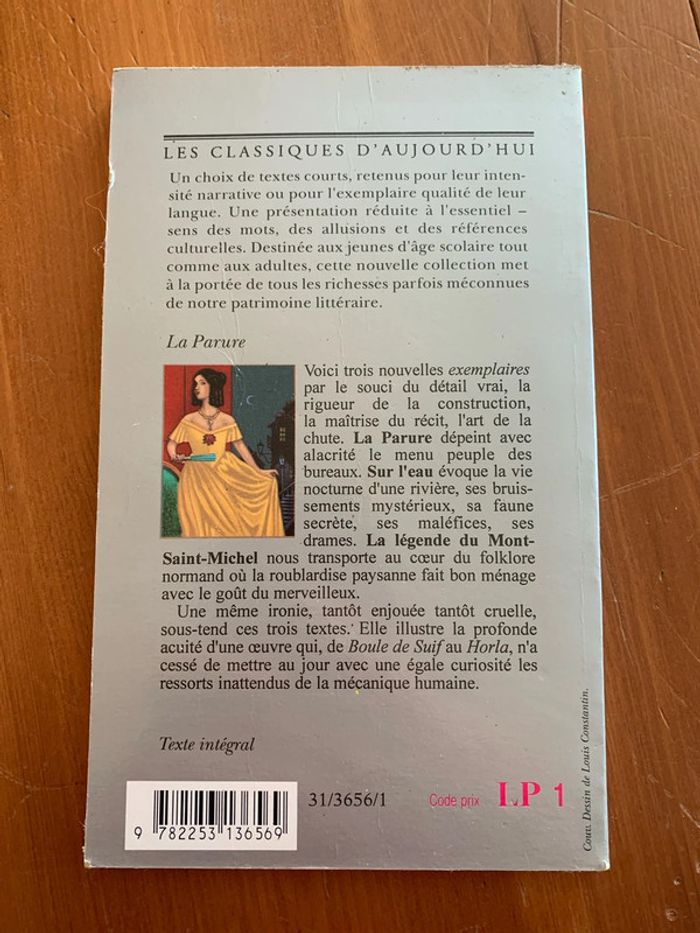 LES CLASSIQUES D'AUJOURD'HUI
Un choix de textes courts, retenus pour leur inten-
sité narrative ou pour l'exemplaire qualité de leur
langue. Une présentation réduite à l'essentiel –
sens des mots, des allusions et des références
culturelles. Destinée aux jeunes d'âge scolaire tout
comme aux adultes, cette nouvelle collection met
à la portée de tous les richesses parfois méconnues
de notre patrimoine littéraire.
La Parure
Voici trois nouvelles exemplaires
par le souci du détail vrai, la
rigueur de la construction,
la maîtrise du récit, l'art de la
chute. La Parure dépeint avec
alacrité le menu peuple des
bureaux. Sur l'eau évoque la vie
nocturne d'une rivière, ses bruis-
sements mystérieux, sa faune
secrète, ses maléfices, ses
drames. La légende du Mont-
Saint-Michel nous transporte au cœur du folklore
normand où la roublardise paysanne fait bon ménage
avec le goût du merveilleux.
Une même ironie, tantôt enjouée tantôt cruelle,
sous-tend ces trois textes. Elle illustre la profonde
acuité d'une œuvre qui, de Boule de Suif au Horla, n'a
cessé de mettre au jour avec une égale curiosité les
ressorts inattendus de la mécanique humaine.
Texte intégral
Couv. Dessin de Louis Constantin.
31/3656/1
Code prix LP 1
9 782253 136569